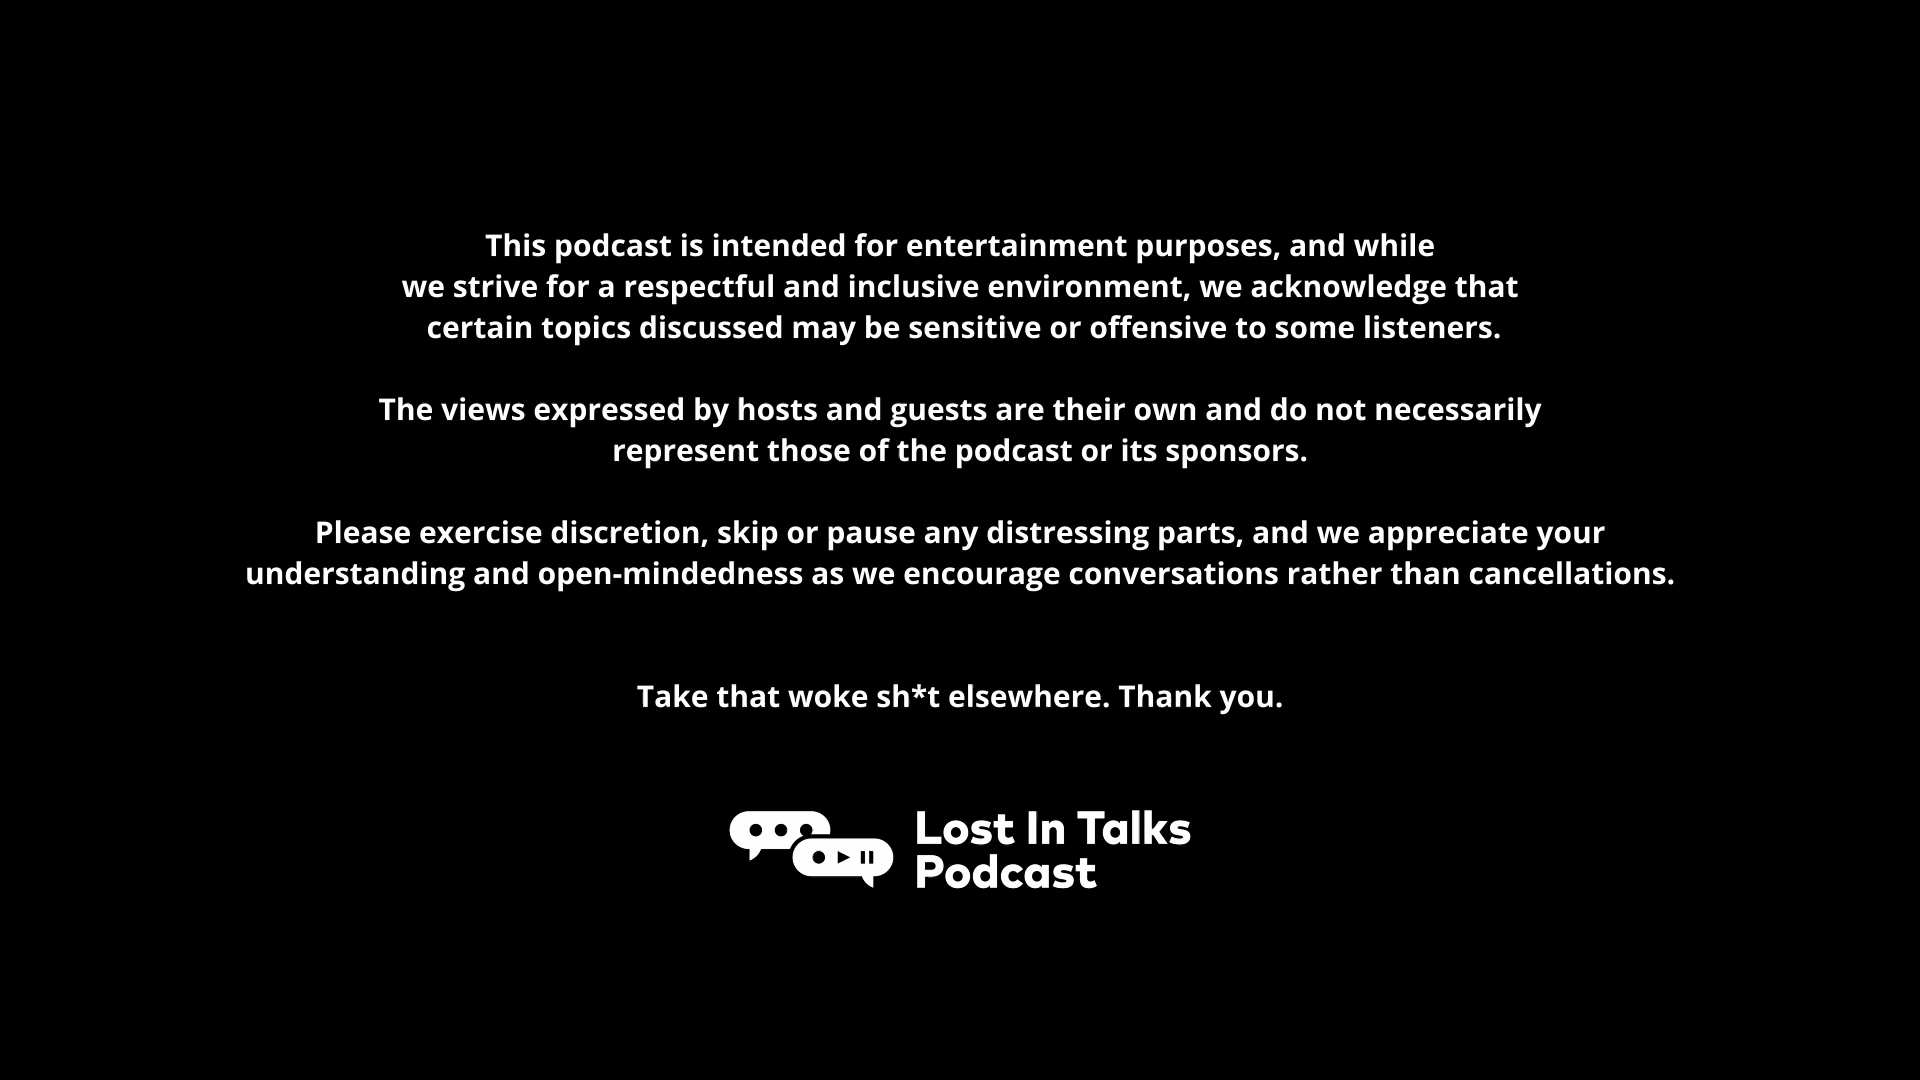 This podcast is intended for entertainment purposes, and while
we strive for a respectful and inclusive environment, we acknowledge that
certain topics discussed may be sensitive or offensive to some listeners.
The views expressed by hosts and guests are their own and do not necessarily
represent those of the podcast or its sponsors.
Please exercise discretion, skip or pause any distressing parts, and we appreciate your
understanding and open-mindedness as we encourage conversations rather than cancellations.
Take that woke sh*t elsewhere. Thank you.
Lost In Talks
Podcast